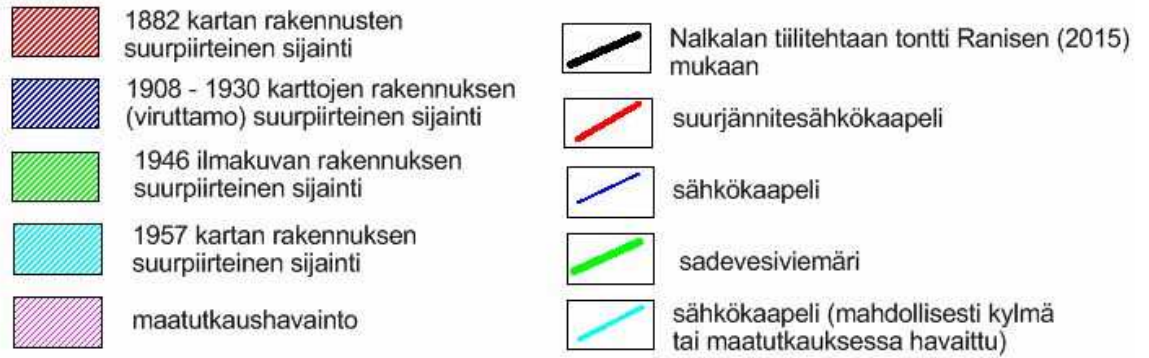 1882 kartan rakennusten
suurpiirteinen sijainti
1908 - 1930 karttojen rakennuksen
(viruttamo) suurpiirteinen sijainti
1946 ilmakuvan rakennuksen
suurpiirteinen sijainti
1957 kartan rakennuksen
suurpiirteinen sijainti
maatutkaushavainto
Nalkalan tiilitehtaan tontti Ranisen (2015)
mukaan
suurjännitesähkökaapeli
sähkökaapeli
sadevesiviemäri
sähkökaapeli (mahdollisesti kylmä
tai maatutkauksessa havaittu)